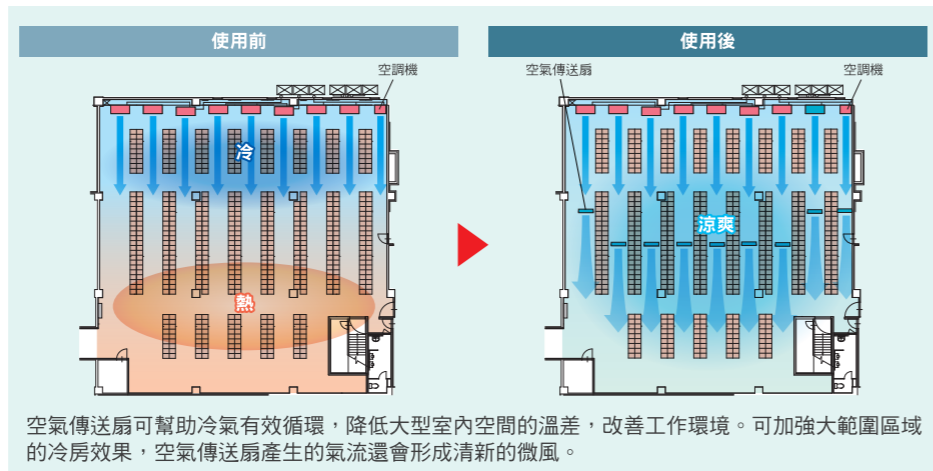 使用前
使用後
空調機
空氣傳送扇
空調機
冷
熱
涼爽
空氣傳送扇可幫助冷氣有效循環,降低大型室內空間的溫差,改善工作環境。可加強大範圍區域
的冷房效果,空氣傳送扇產生的氣流還會形成清新的微風。